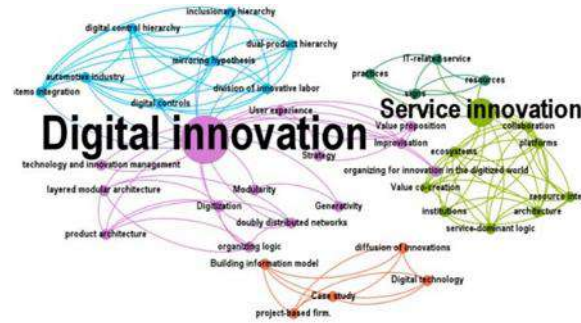 inclusionary hierarchy
digital control hierarchy
dual-product hierarchy
mirroring hypothesis
automotive industry
tems integration
division of innovative labor
digital controls
IT-related service
practices
resources
signs
Digital innovation
Service innovation
User experience
Value proposition
collaboration
Improvisation
platforms
Strategy
ecosystems
technology and innovation management
organizing for innovation in the digitized world
layered modular architecture
Modularity
Value co-creation
resource inte
Digitization
Generativity
institutions
architecture
doubly distributed networks
product architecture
service-dominant logic
organizing logic
diffusion of innovations
Building information model
Digital technology
Case study
project-based firm.